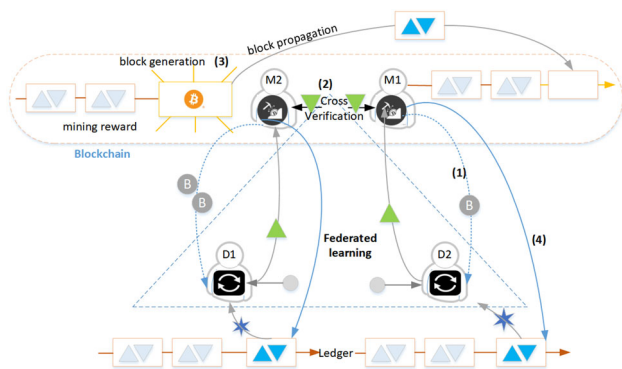 block propagation
block generation (3)
M2
(2)
M1
B
Cross
Verification
mining reward
Blockchain
(1)
B
B
B
(4)
D1
Federated
learning
D2
Ledger